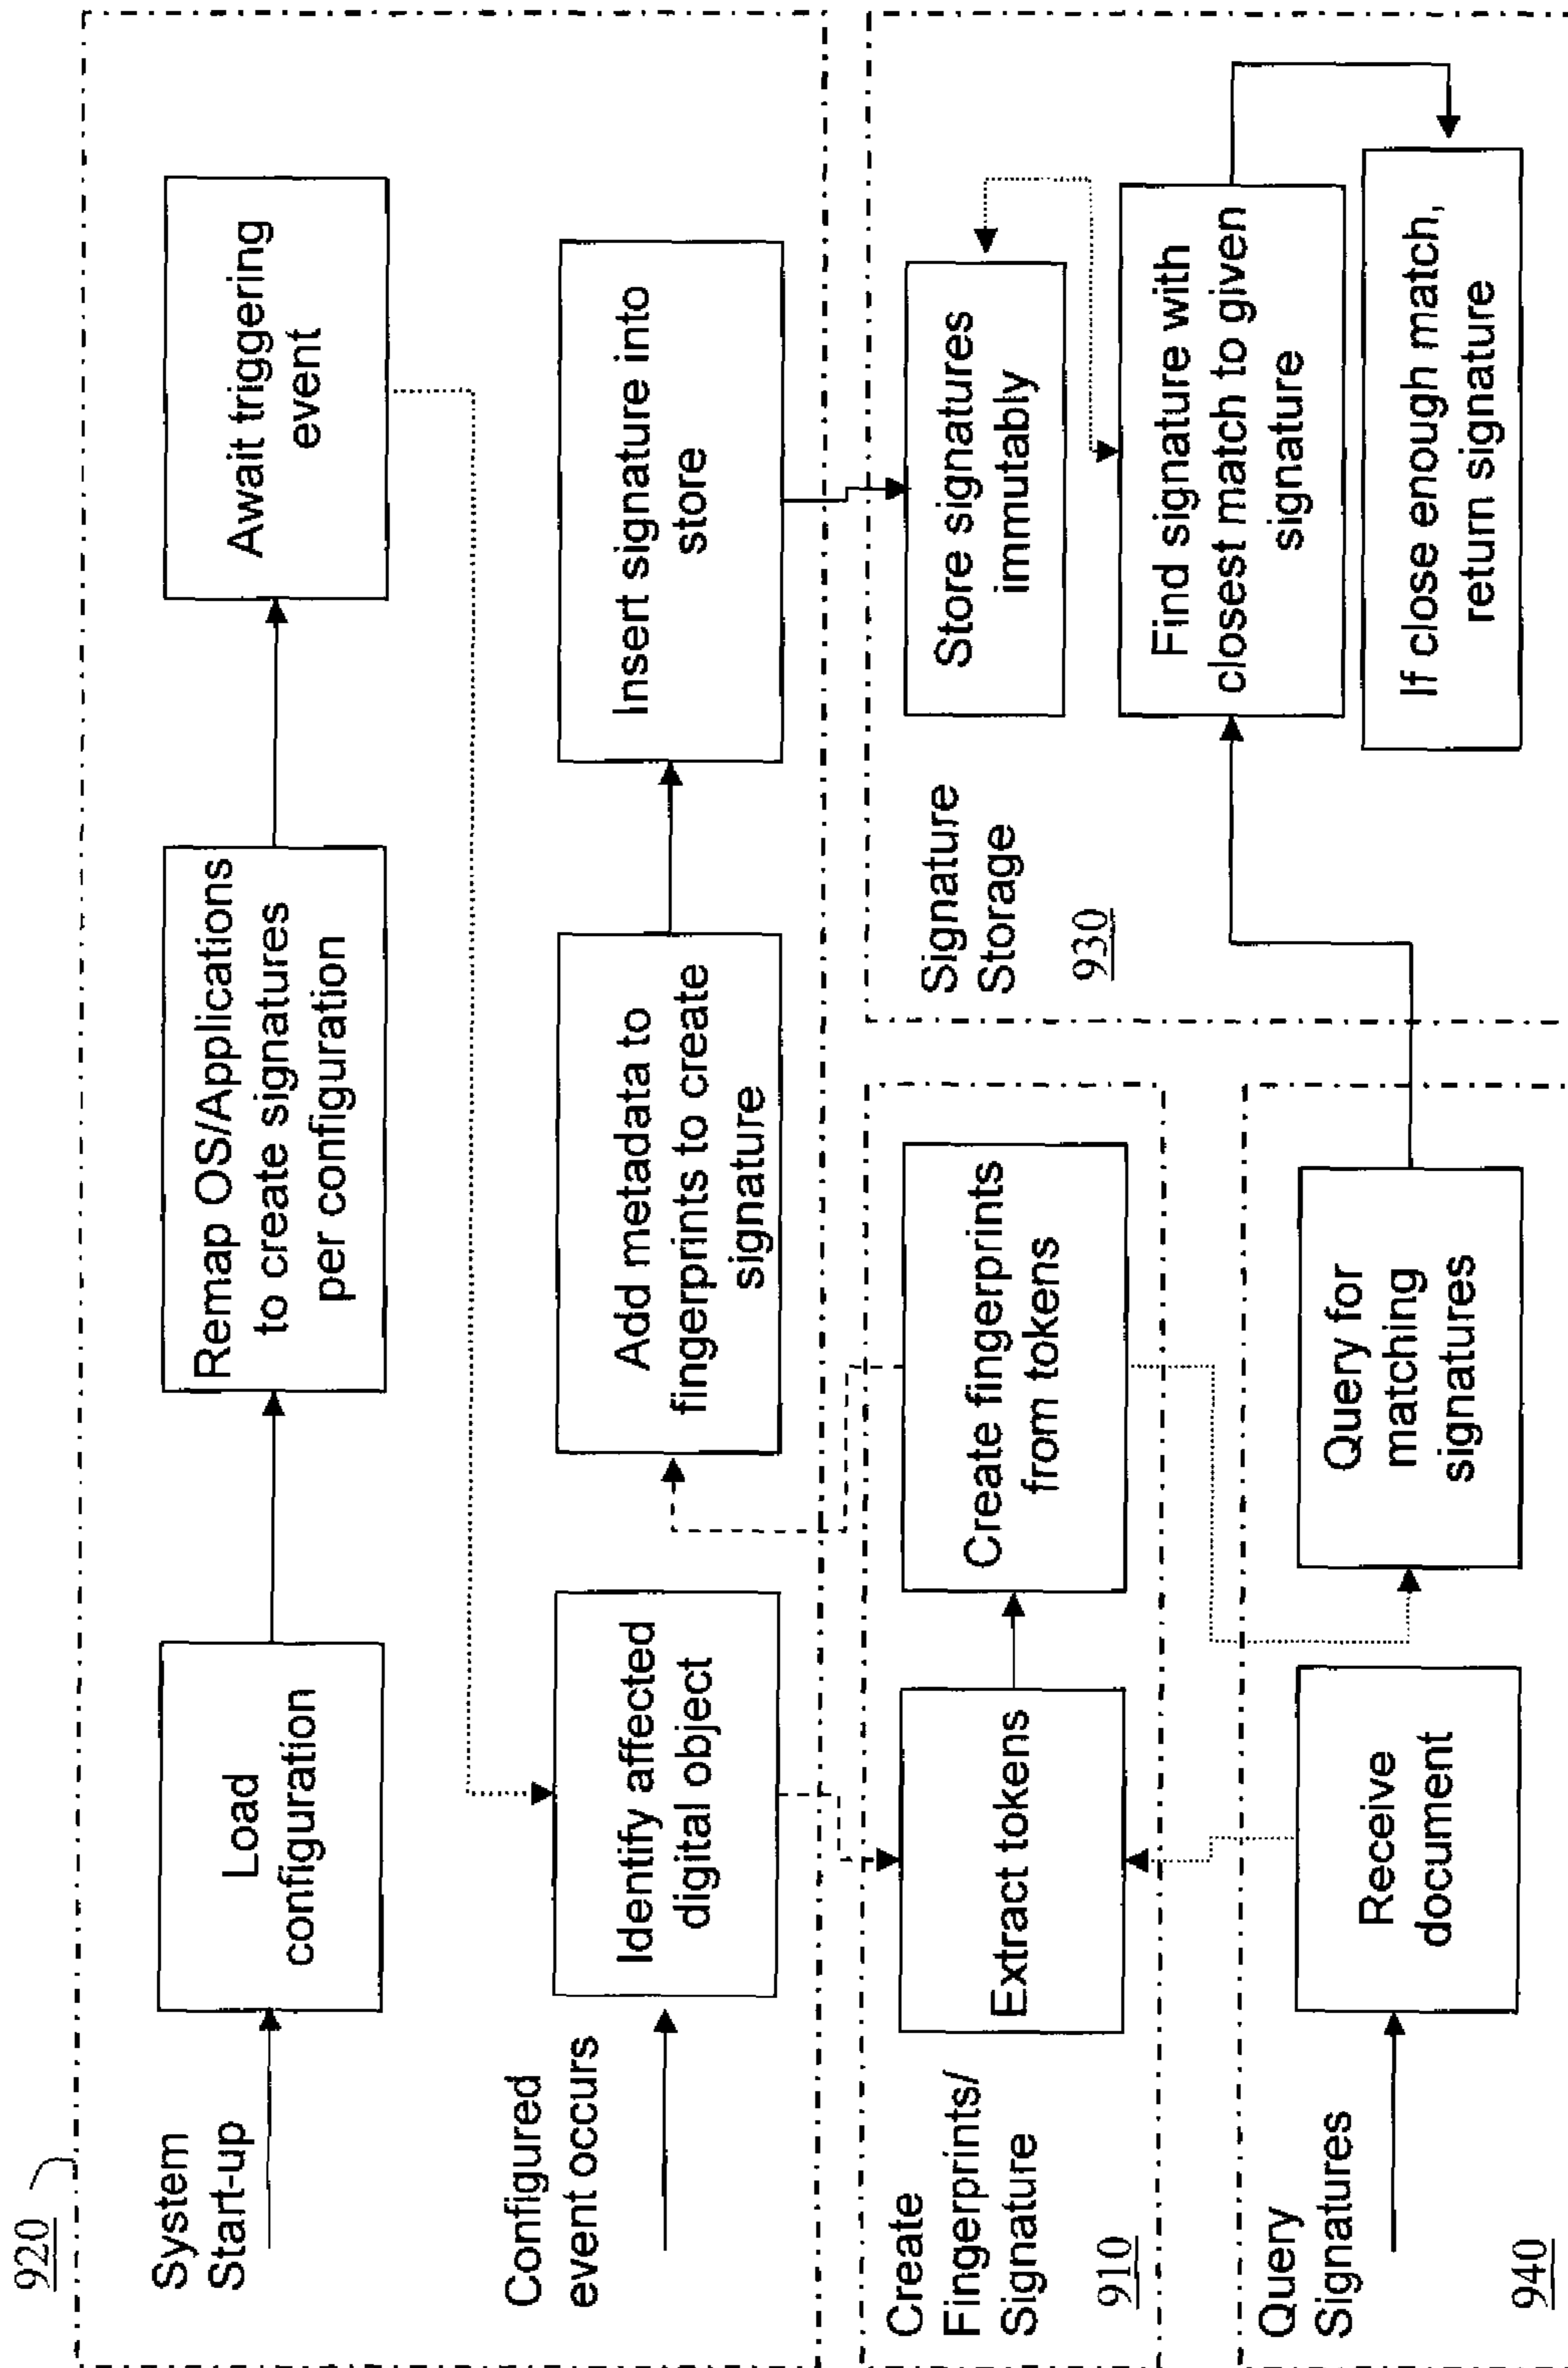 920
System
Start-up
Load
configuration
Remap OS/Applications
to create signatures
per configuration
Await triggering
event
Configured
event occurs
Identify affected
digital object
Add metadata to
fingerprints to create
signature
Insert signature into
store
Create
Fingerprints/
Signature
910
Extract tokens
Create fingerprints
from tokens
Signature
Storage
930
Store signatures
immutably
Find signature with
closest match to given
signature
If close enough match,
return signature
Query
Signatures
940
Receive
document
Query for
matching
signatures